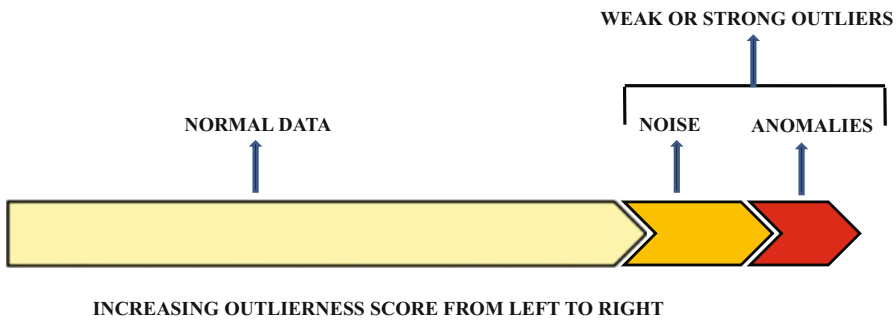 WEAK OR STRONG OUTLIERS
NORMAL DATA
NOISE
ANOMALIES
INCREASING OUTLIERNESS SCORE FROM LEFT TO RIGHT